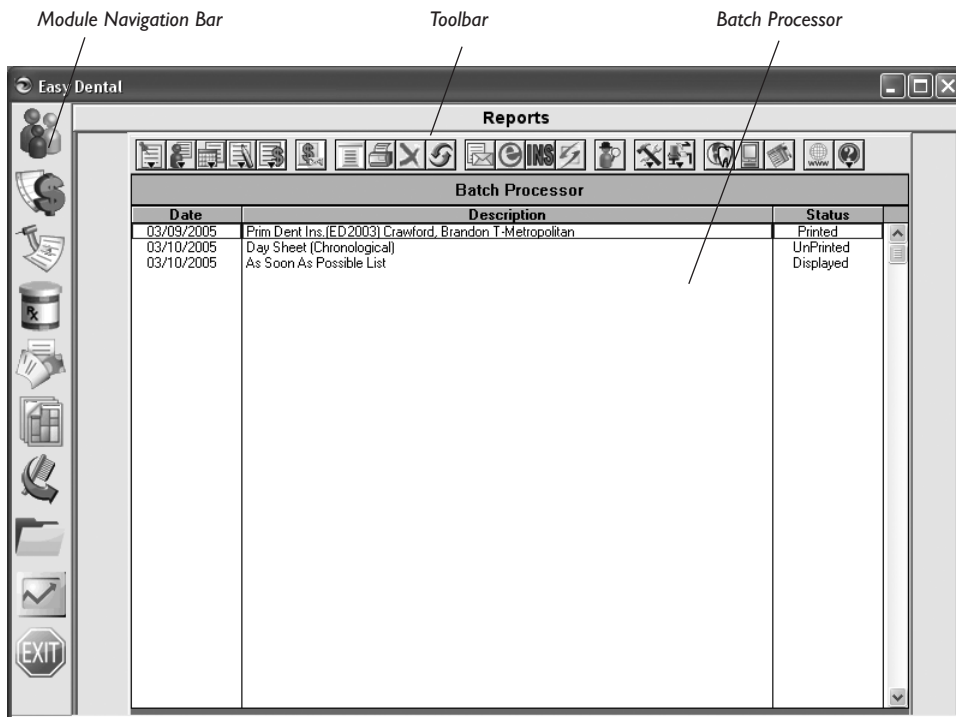 Module Navigation Bar Toolbar Batch Processor
Easy Dental
Reports
INS
www
Batch Processor
Date Description Status
03/09/2005 Prim Dent Ins.(ED2003) Crawford, Brandon T-Metropolitan Printed
03/10/2005 Day Sheet (Chronological) UnPrinted
03/10/2005 As Soon As Possible List Displayed
Rx
EXIT